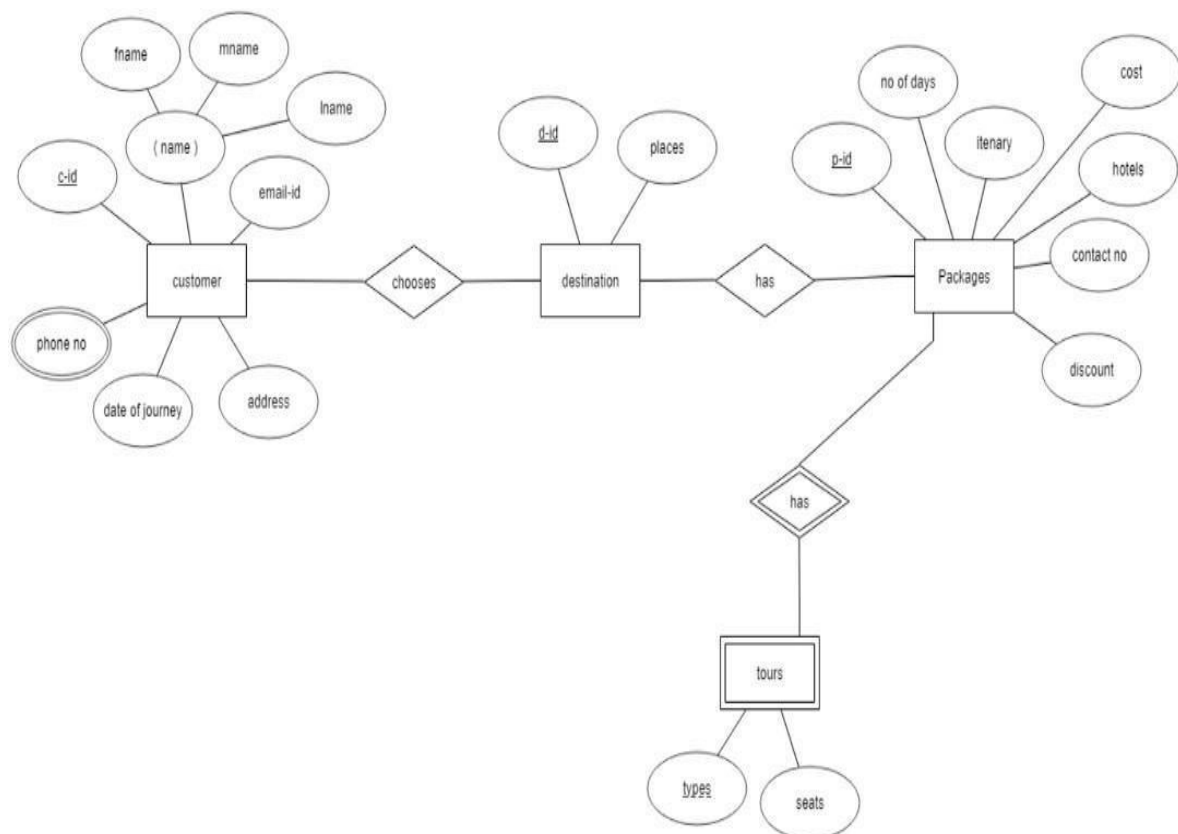 fname
mname
lname
( name )
c-id
email-id
customer
phone no
date of journey
address
chooses
d-id
places
destination
has
no of days
cost
itenary
p-id
hotels
Packages
contact no
discount
has
tours
types
seats